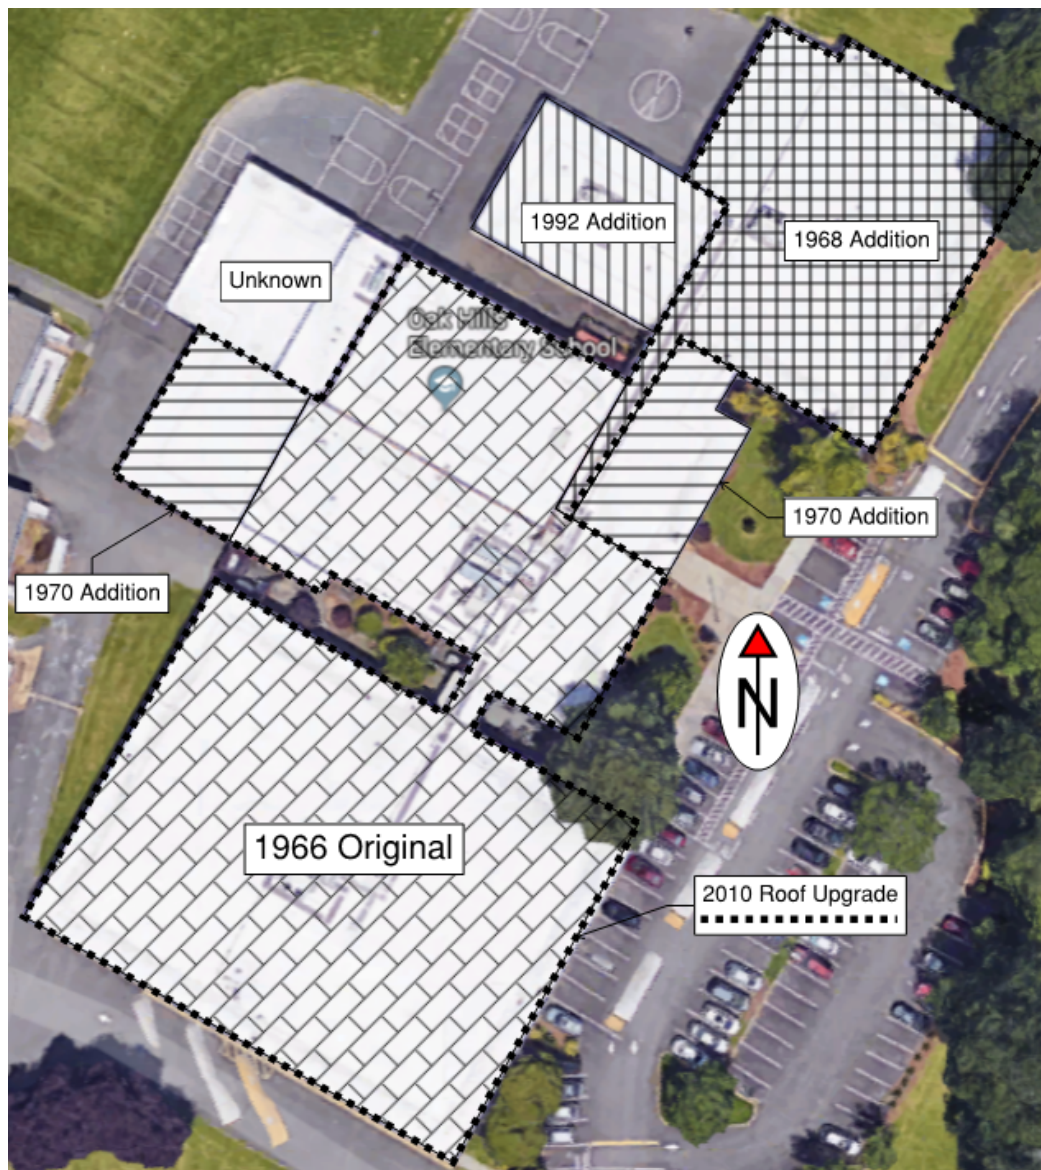 1992 Addition
1968 Addition
Unknown
Oak Hills
Elementary School
1970 Addition
1970 Addition
N
1966 Original
2010 Roof Upgrade